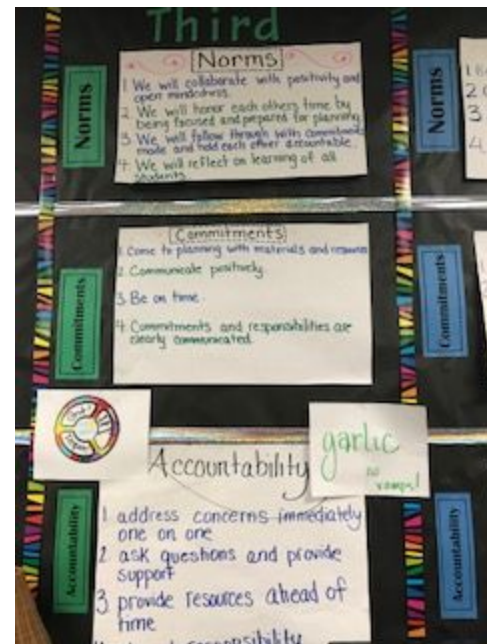 Third
Norms
Norms
1 We will collaborate with positivity and
open mindedness.
2 We will honor each others time by
being focused and prepared for planning
3 We will follow through with commitments
made and hold each other accountable.
4. We will reflect on learning of all
students
Norms
1
2
3
4
Commitments
Commitments
1 Come to planning with materials and
2 Communicate positively
3 Be on time
4 Commitments and responsibilities are
clearly communicated.
Commitments
garlic
no
Accountability
Accountability
1 address concerns immediately
one on one
2 ask questions and provide
support
3 provide resources ahead of
time
responsibility
Accountability